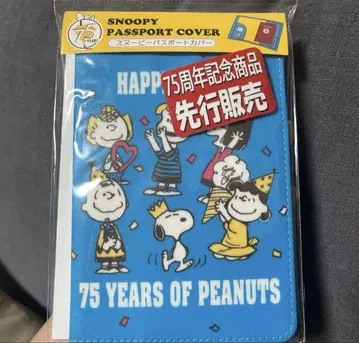 75
YEARS
SNOOPY
PASSPORT COVER
スヌーピーパスポートカバー
HAPP
75周年記念商品
先行販売
75 YEARS OF PEANUTS